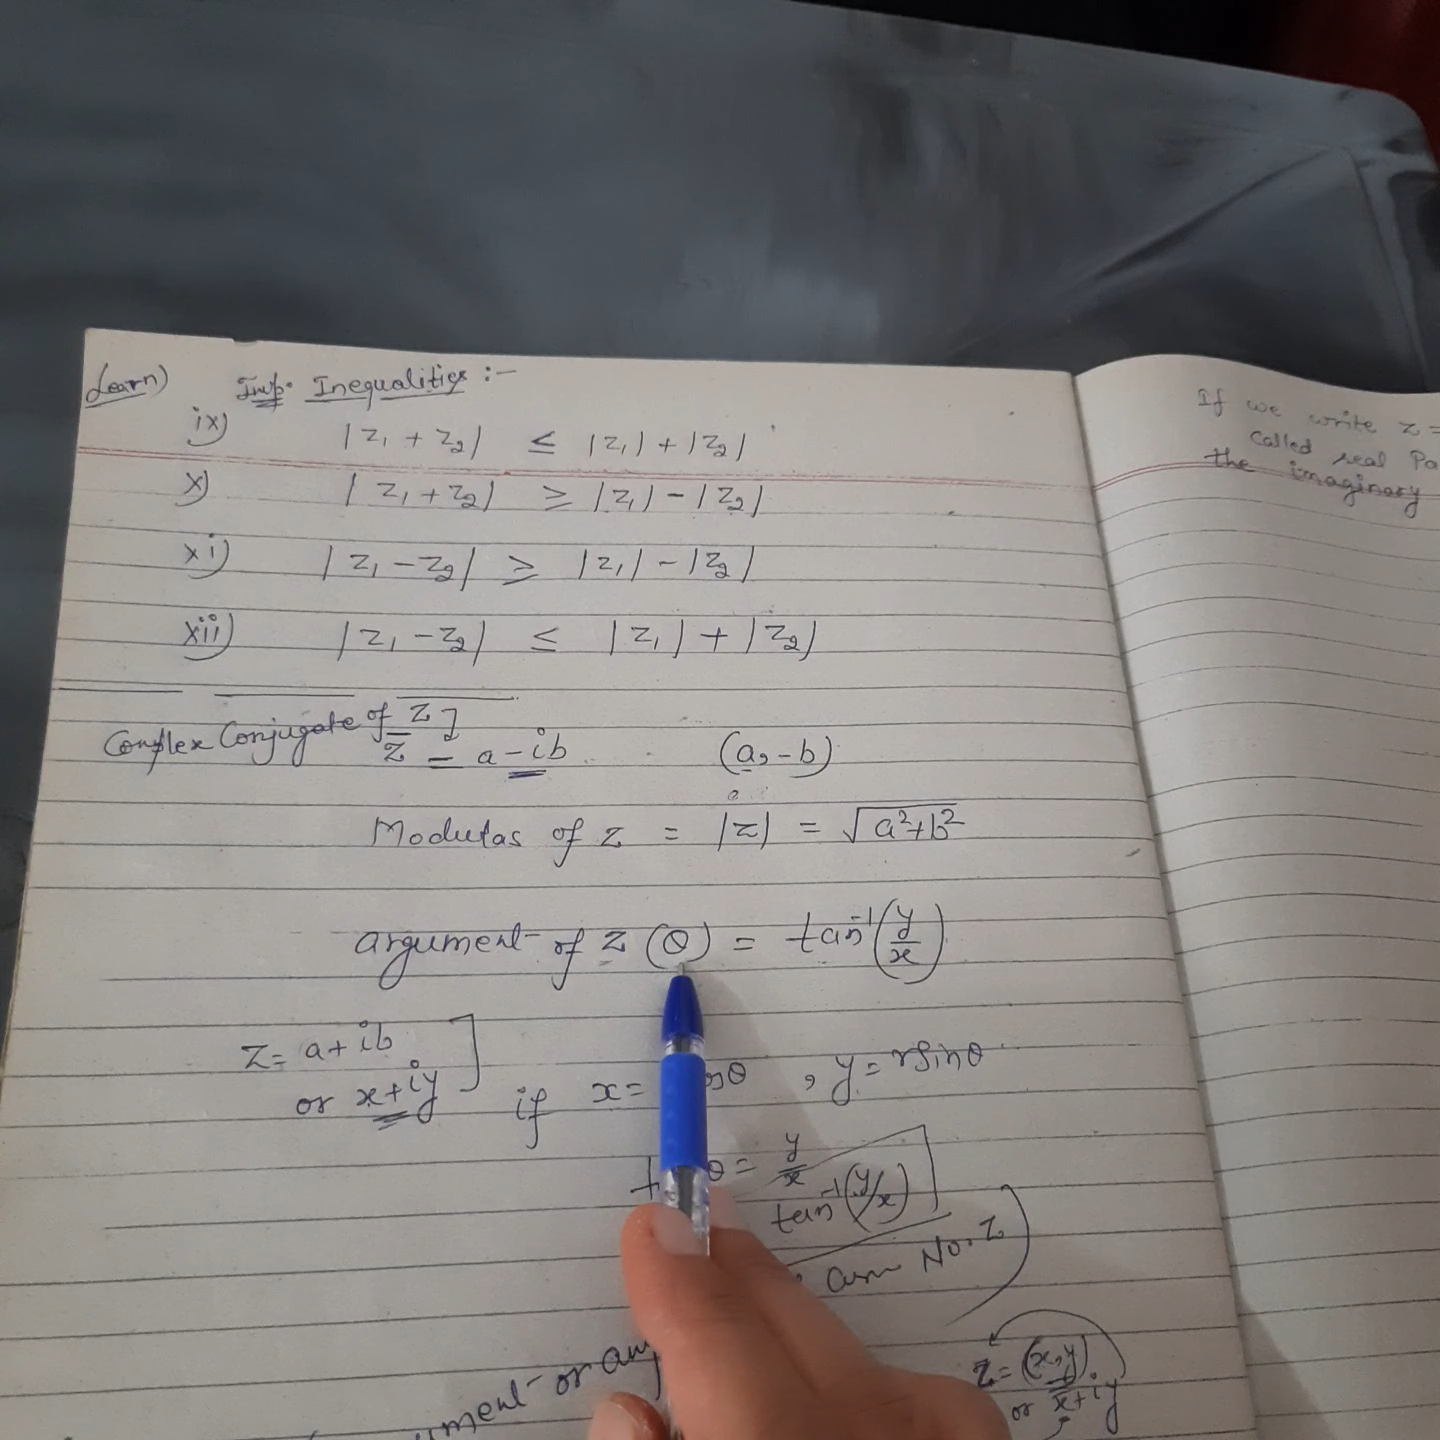 Learn) Imp. Inequalities :-
ix) |z₁ + z₂| ≤ |z₁| + |z₂|
x) |z₁ + z₂| ≥ |z₁| - |z₂|
xi) |z₁ - z₂| ≥ |z₁| - |z₂|
xii) |z₁ - z₂| ≤ |z₁| + |z₂|
Complex Conjugate of z]
z̅ = a - ib (a, -b)
Modulas of z = |z| = √a²+b²
argument of z (θ) = tan⁻¹(y/x)
z = a + ib
or x + iy] if x = θ , y = r sinθ
θ = y/x
tan⁻¹(y/x)
No. z
or
z = (x, y)
or x + iy
If we write z =
called real Pa
the imaginary